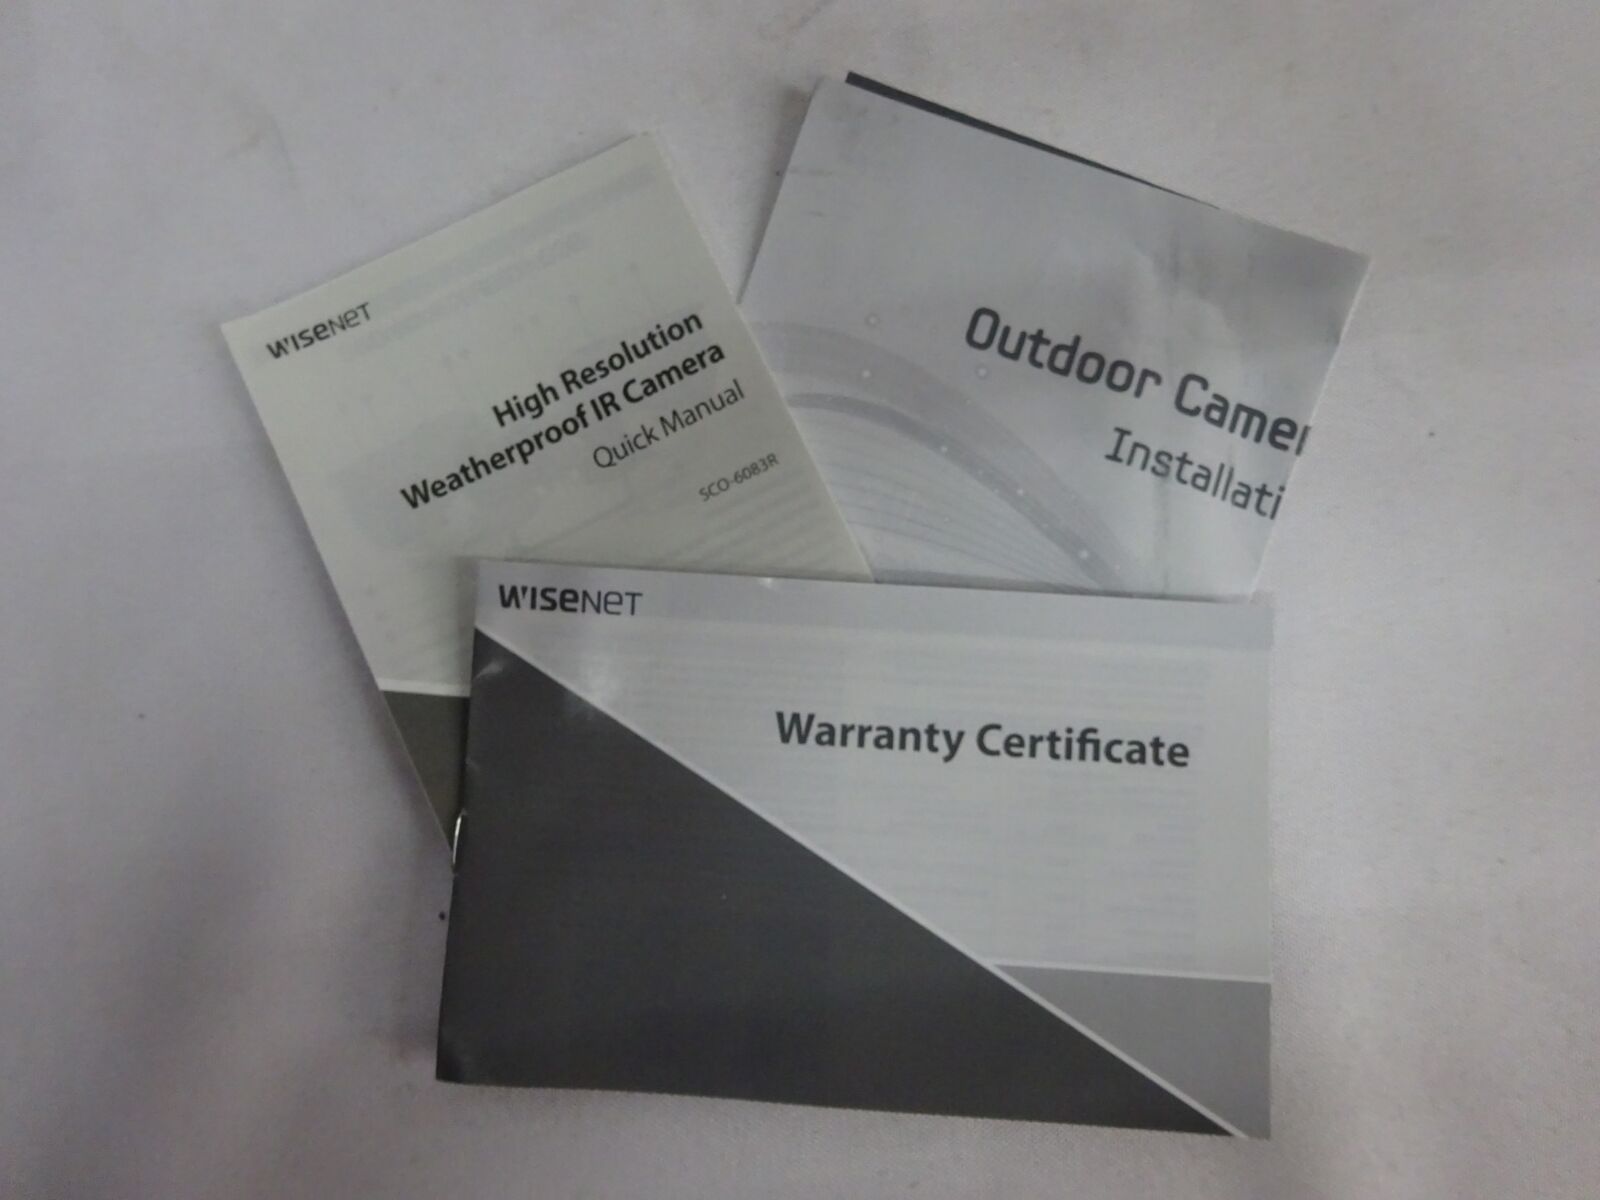 WISENET
High Resolution
Weatherproof IR Camera
Quick Manual
SCO-6083R
Outdoor Camer
Installati
WISENET
Warranty Certificate